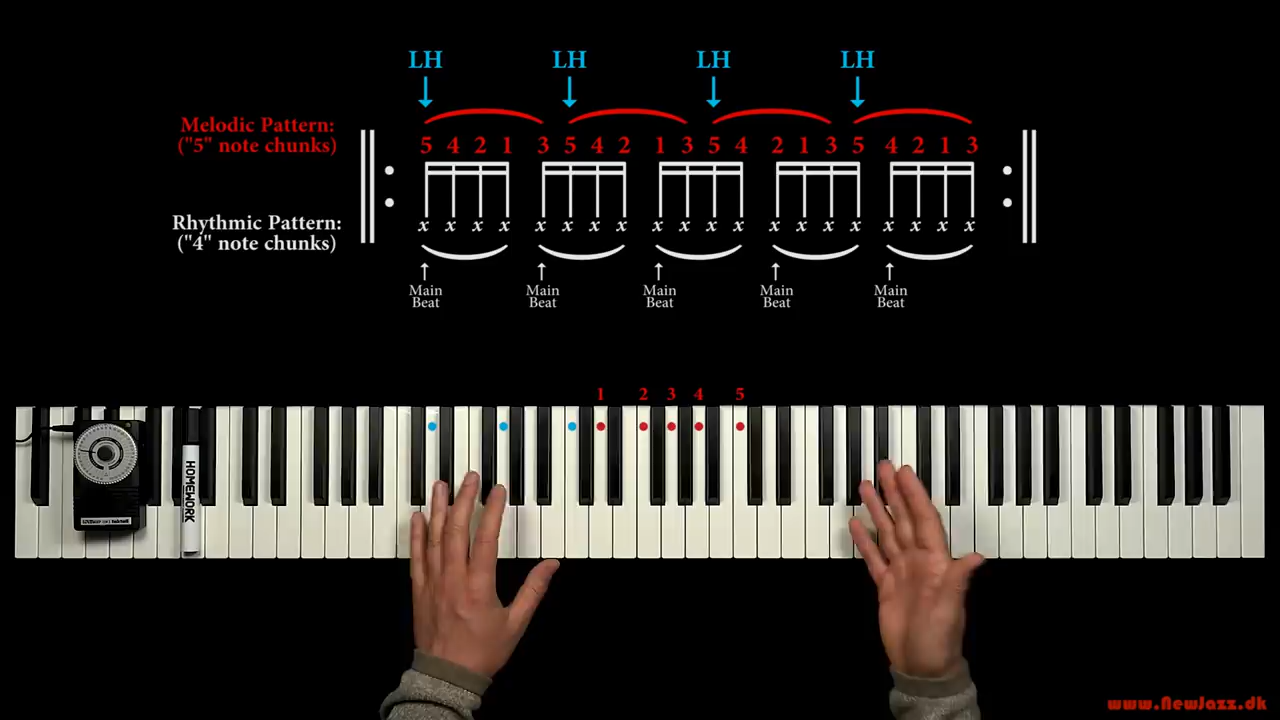 LH LH LH LH
Melodic Pattern:
("5" note chunks)
5 4 2 1 3 5 4 2 1 3 5 4 2 1 3 5 4 2 1 3
Rhythmic Pattern:
("4" note chunks)
x x x x x x x x x x x x x x x x x x x x
Main Beat
Main Beat
Main Beat
Main Beat
Main Beat
1 2 3 4 5
HOMEWORK
www.NewJazz.dk